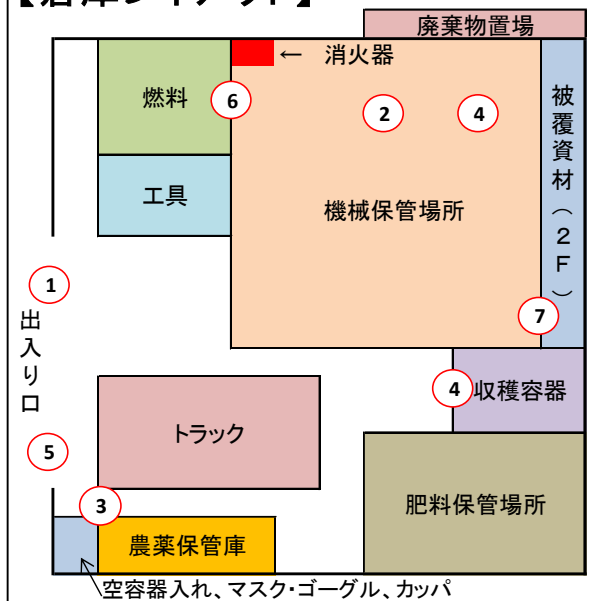 廃棄物置場
← 消火器
燃料
⑥
②
④
被覆資材(2F)
工具
機械保管場所
①
⑦
出入り口
④
収穫容器
トラック
⑤
肥料保管場所
③
農薬保管庫
空容器入れ、マスク・ゴーグル、カッパ